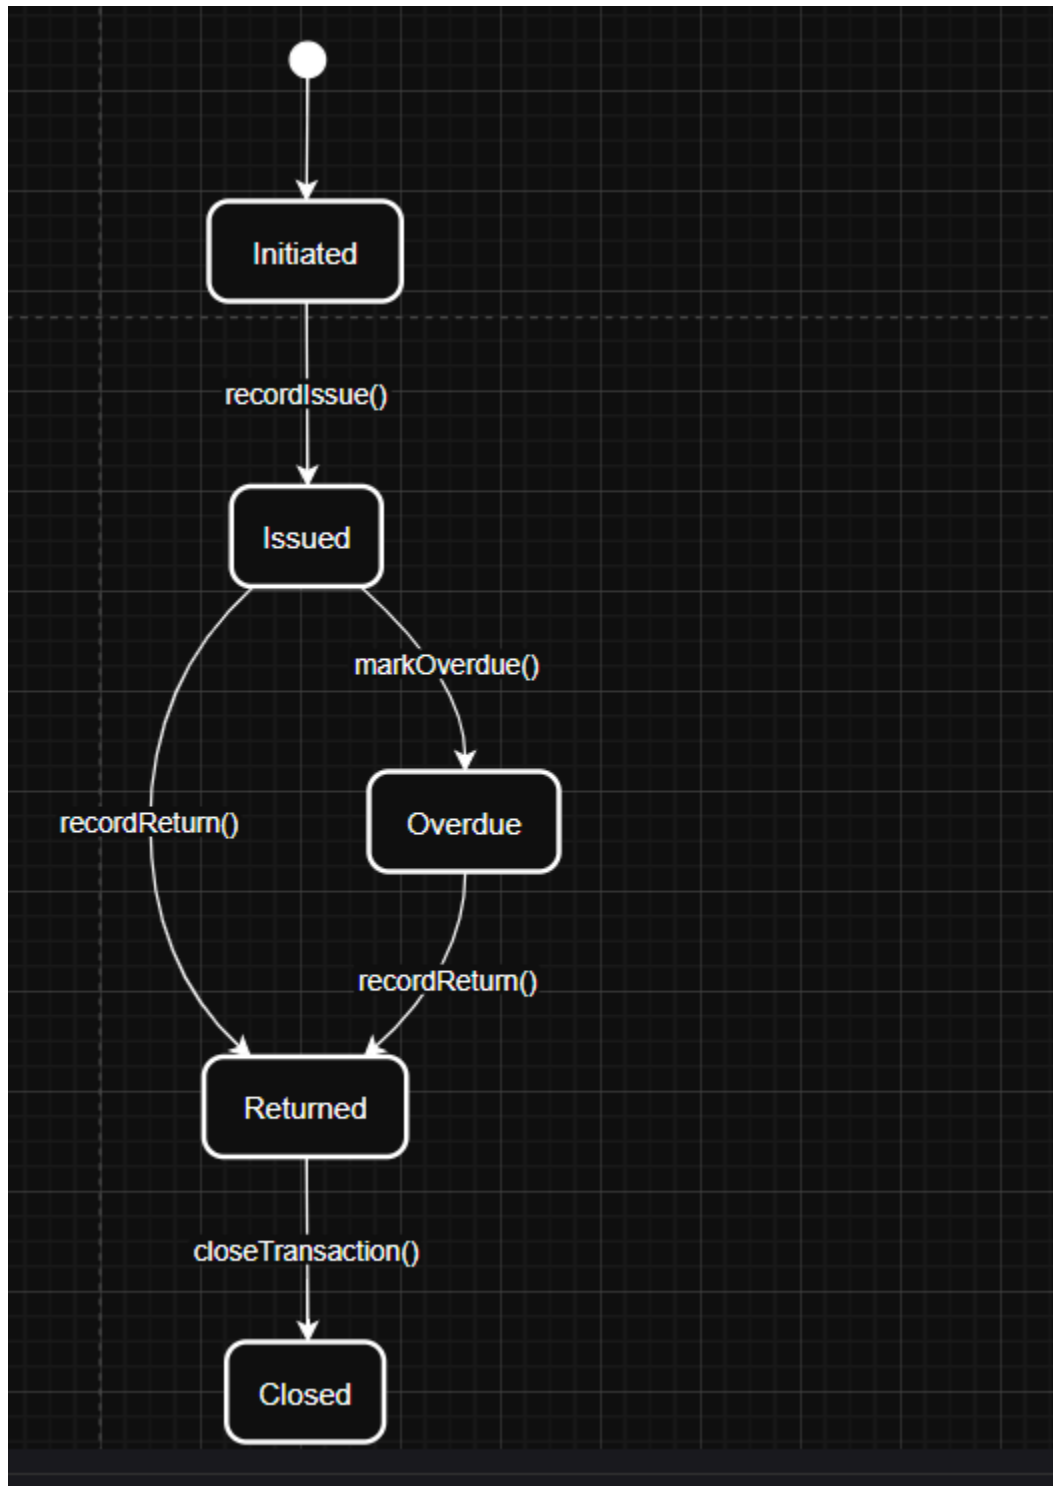 Initiated
recordIssue()
Issued
markOverdue()
recordReturn()
Overdue
recordReturn()
Returned
closeTransaction()
Closed